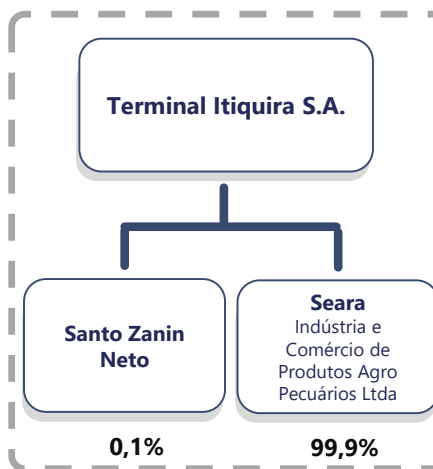 Terminal Itiquira S.A.
Santo Zanin
Neto
Seara
Indústria e
Comércio de
Produtos Agro
Pecuários Ltda
0,1%
99,9%